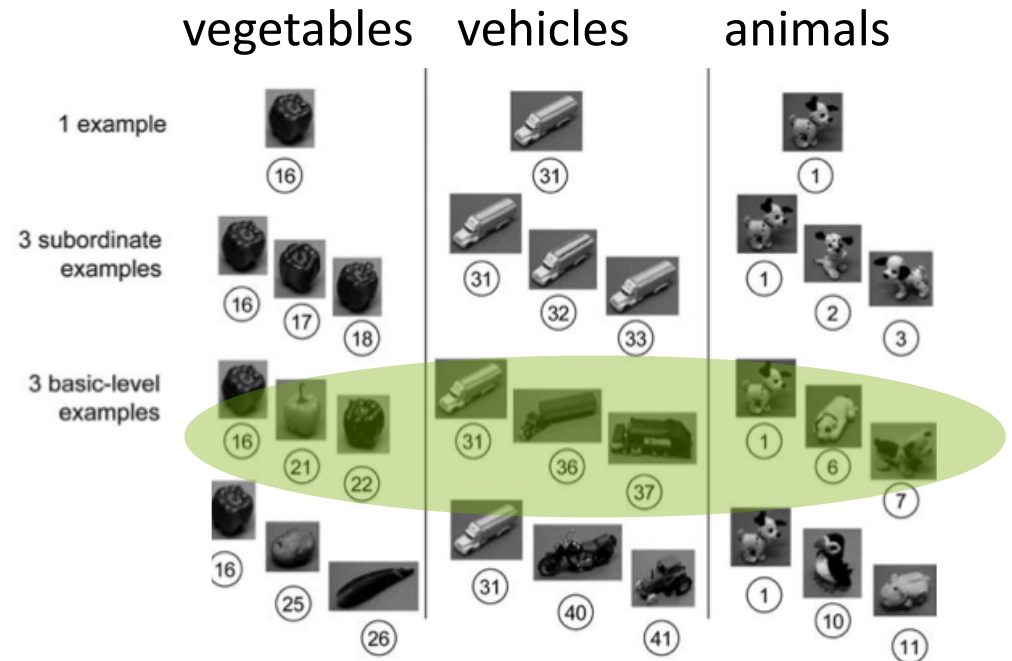 vegetables vehicles animals
1 example
16 31 1
3 subordinate
examples
16 17 18 31 32 33 1 2 3
3 basic-level
examples
16 21 22 31 36 37 1 6 7
16 25 26 31 40 41 1 10 11